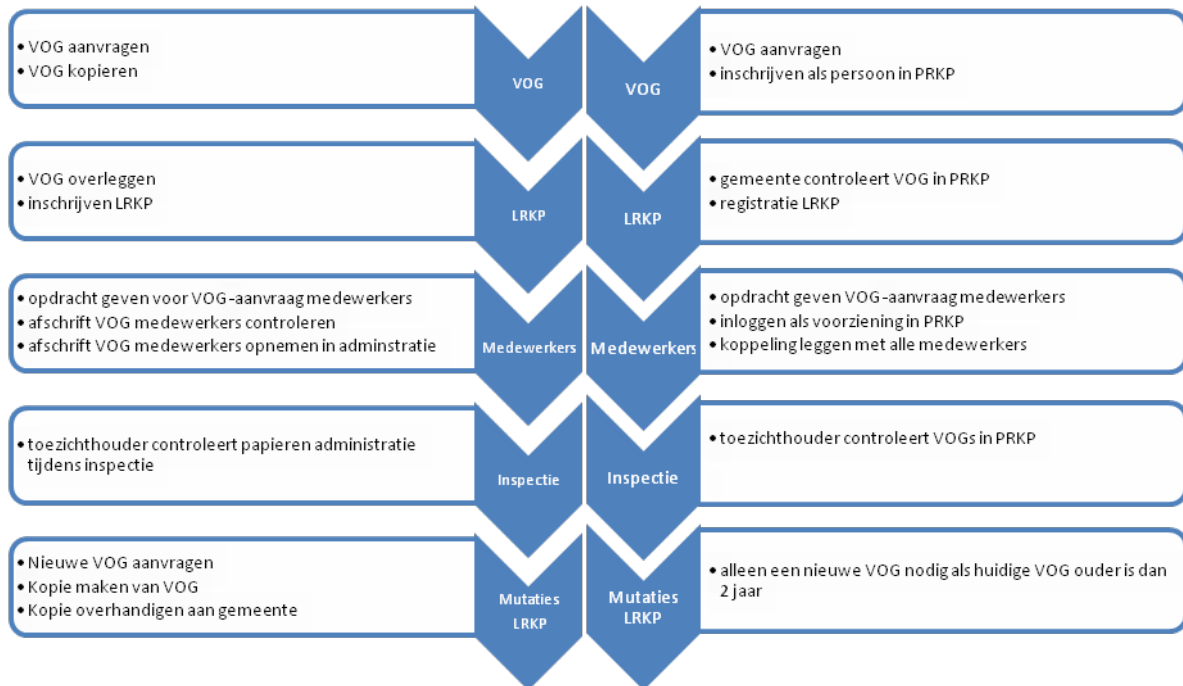 • VOG aanvragen
• VOG kopieren
VOG
VOG
• VOG aanvragen
• inschrijven als persoon in PRKP
• VOG overleggen
• inschrijven LRKP
LRKP
LRKP
• gemeente controleert VOG in PRKP
• registratie LRKP
• opdracht geven voor VOG-aanvraag medewerkers
• afschrift VOG medewerkers controleren
• afschrift VOG medewerkers opnemen in adminstratie
Medewerkers
Medewerkers
• opdracht geven VOG-aanvraag medewerkers
• inloggen als voorziening in PRKP
• koppeling leggen met alle medewerkers
• toezichthouder controleert papieren administratie
tijdens inspectie
Inspectie
Inspectie
• toezichthouder controleert VOGs in PRKP
• Nieuwe VOG aanvragen
• Kopie maken van VOG
• Kopie overhandigen aan gemeente
Mutaties
LRKP
Mutaties
LRKP
• alleen een nieuwe VOG nodig als huidige VOG ouder is dan
2 jaar